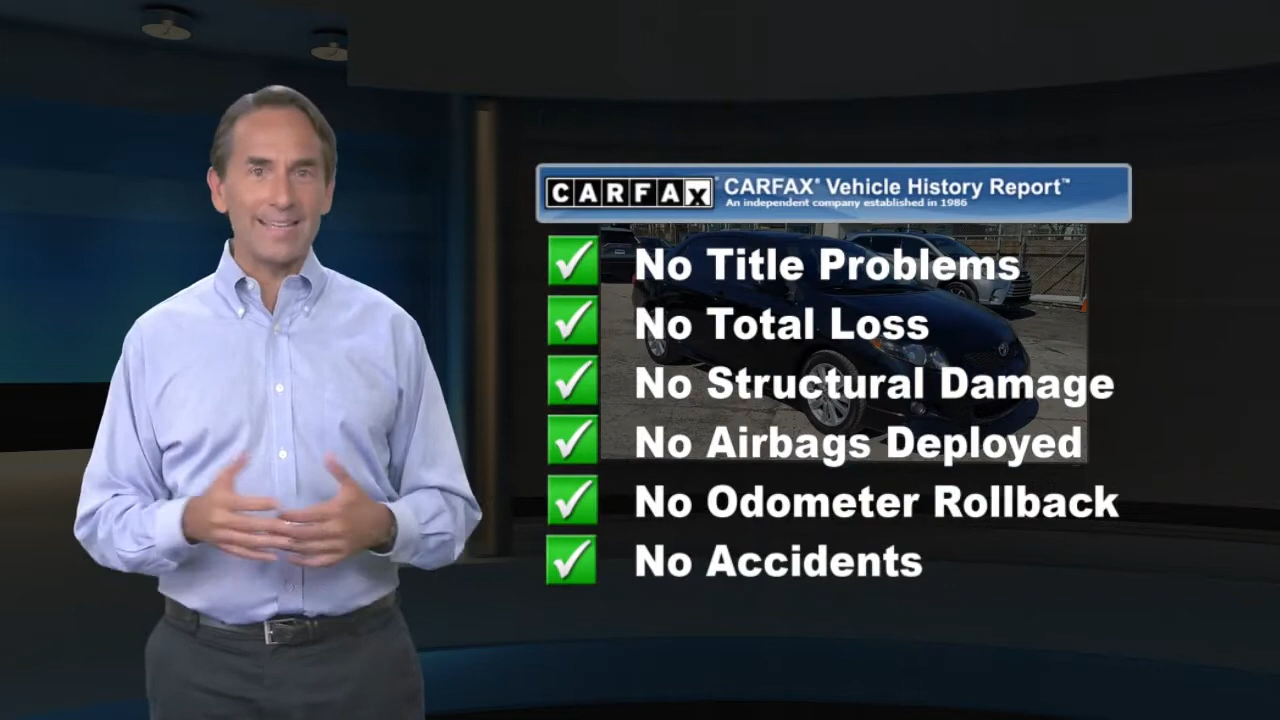 CARFAX
CARFAX® Vehicle History Report™
An independent company established in 1986
No Title Problems
No Total Loss
No Structural Damage
No Airbags Deployed
No Odometer Rollback
No Accidents